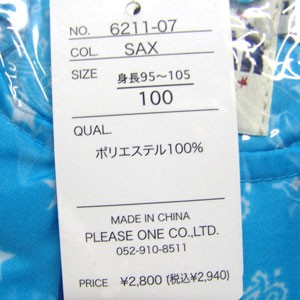 NO. 6211-07
COL. SAX
SIZE 身長95～105
100
QUAL.
ポリエステル100%
MADE IN CHINA
PLEASE ONE CO.,LTD.
052-910-8511
PRICE ¥2,800 (税込¥2,940)